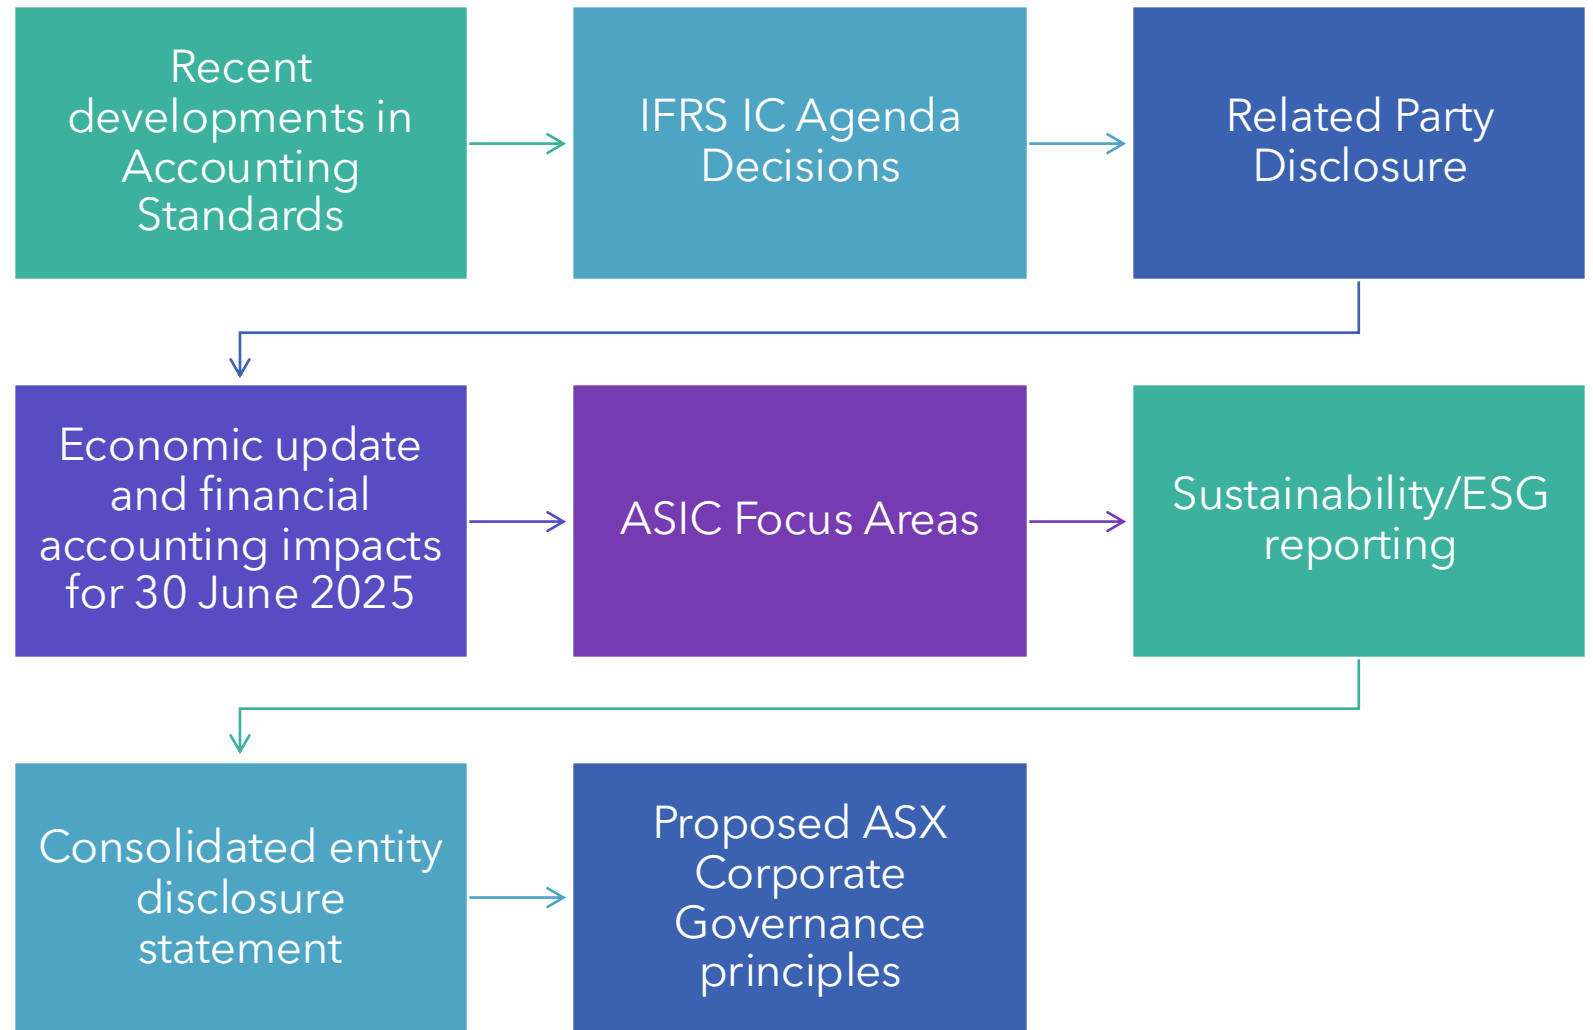 Recent
developments in
Accounting
Standards
IFRS IC Agenda
Decisions
Related Party
Disclosure
Economic update
and financial
accounting impacts
for 30 June 2025
ASIC Focus Areas
Sustainability/ESG
reporting
Consolidated entity
disclosure
statement
Proposed ASX
Corporate
Governance
principles